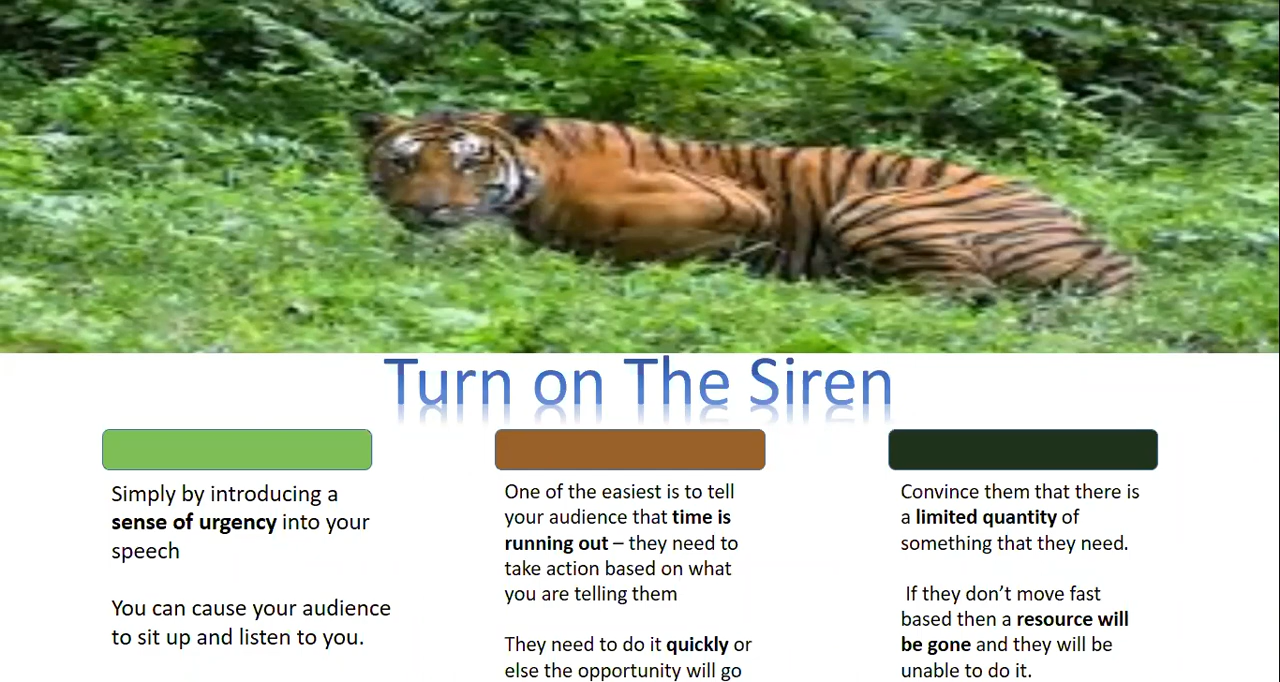 Turn on The Siren
Simply by introducing a
sense of urgency into your
speech
You can cause your audience
to sit up and listen to you.
One of the easiest is to tell
your audience that time is
running out – they need to
take action based on what
you are telling them
They need to do it quickly or
else the opportunity will go
Convince them that there is
a limited quantity of
something that they need.
If they don’t move fast
based then a resource will
be gone and they will be
unable to do it.